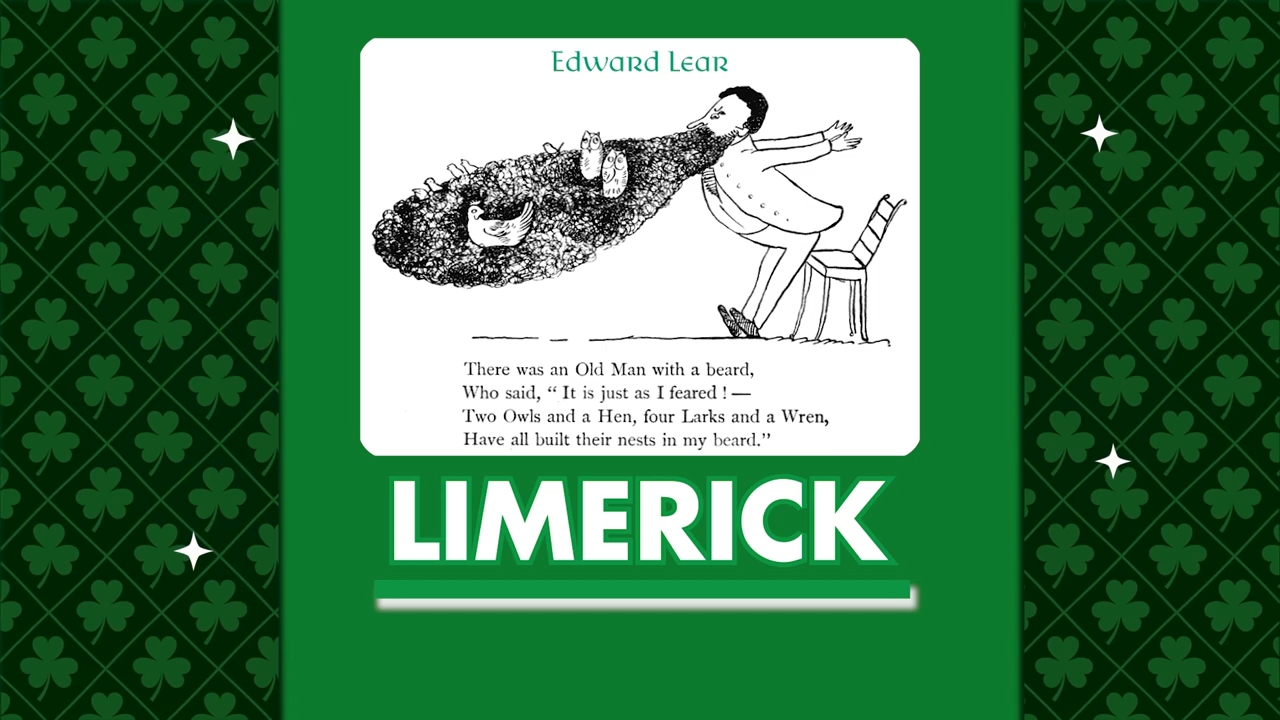 Edward Lear
There was an Old Man with a beard,
Who said, “ It is just as I feared ! —
Two Owls and a Hen, four Larks and a Wren,
Have all built their nests in my beard.”
LIMERICK